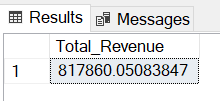 Results Messages
Total_Revenue
1 817860.05083847